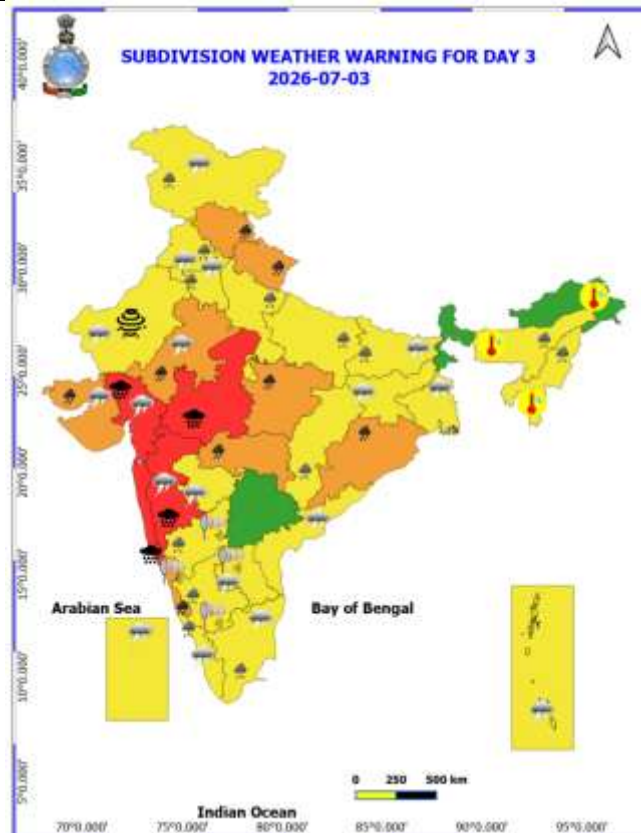 SUBDIVISION WEATHER WARNING FOR DAY 3
2026-07-03
40°0.000'
35°0.000'
30°0.000'
25°0.000'
20°0.000'
15°0.000'
10°0.000'
5°0.000'
Arabian Sea
Bay of Bengal
0 250 500 km
Indian Ocean
70°0.000' 75°0.000' 80°0.000' 85°0.000' 90°0.000' 95°0.000'